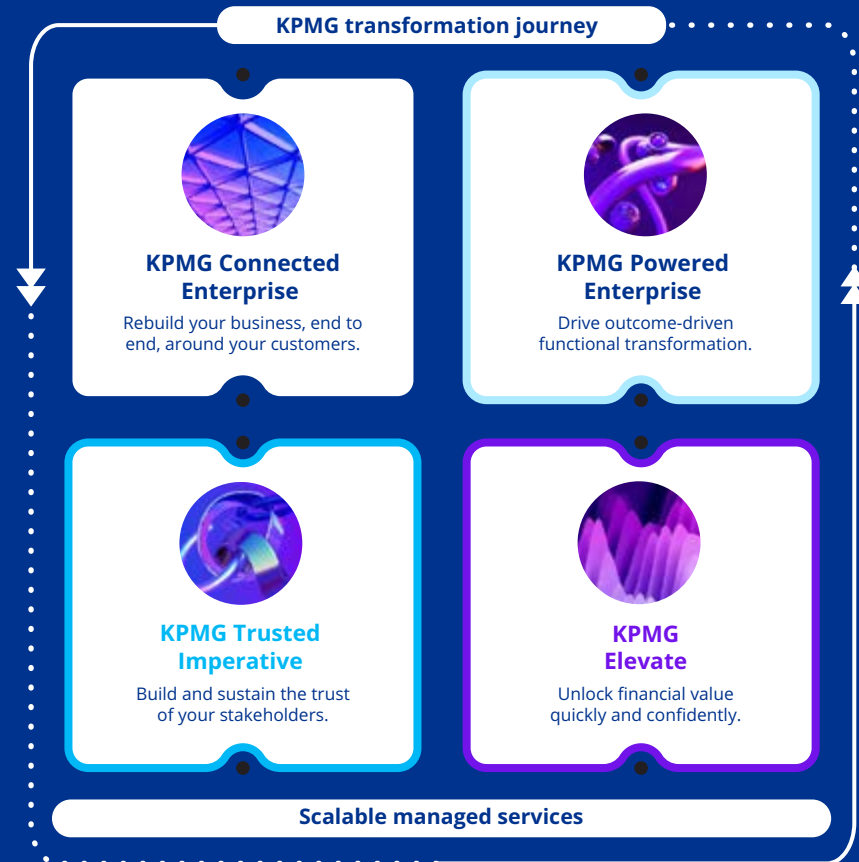 KPMG transformation journey
KPMG Connected
Enterprise
Rebuild your business, end to
end, around your customers.
KPMG Powered
Enterprise
Drive outcome-driven
functional transformation.
KPMG Trusted
Imperative
Build and sustain the trust
of your stakeholders.
KPMG
Elevate
Unlock financial value
quickly and confidently.
Scalable managed services